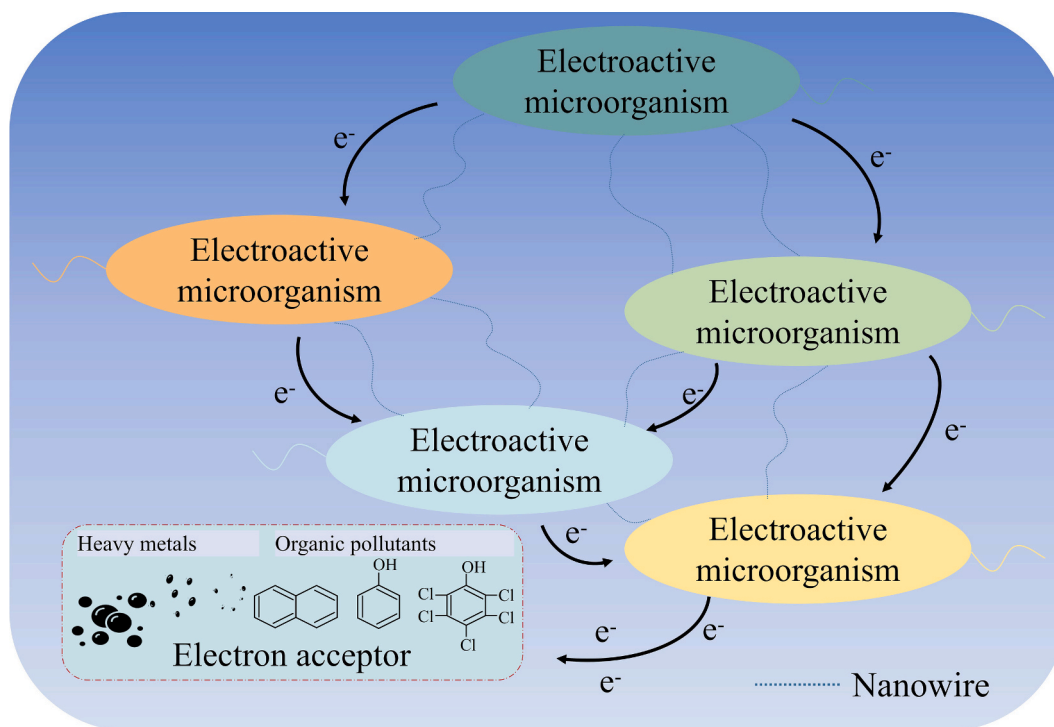 Electroactive
microorganism
e-
e-
Electroactive
microorganism
Electroactive
microorganism
e-
e-
e-
Electroactive
microorganism
Electroactive
microorganism
e-
Heavy metals
Organic pollutants
OH
OH
Cl
Cl
Cl
Cl
Cl
Electron acceptor
e-
e-
e-
Nanowire